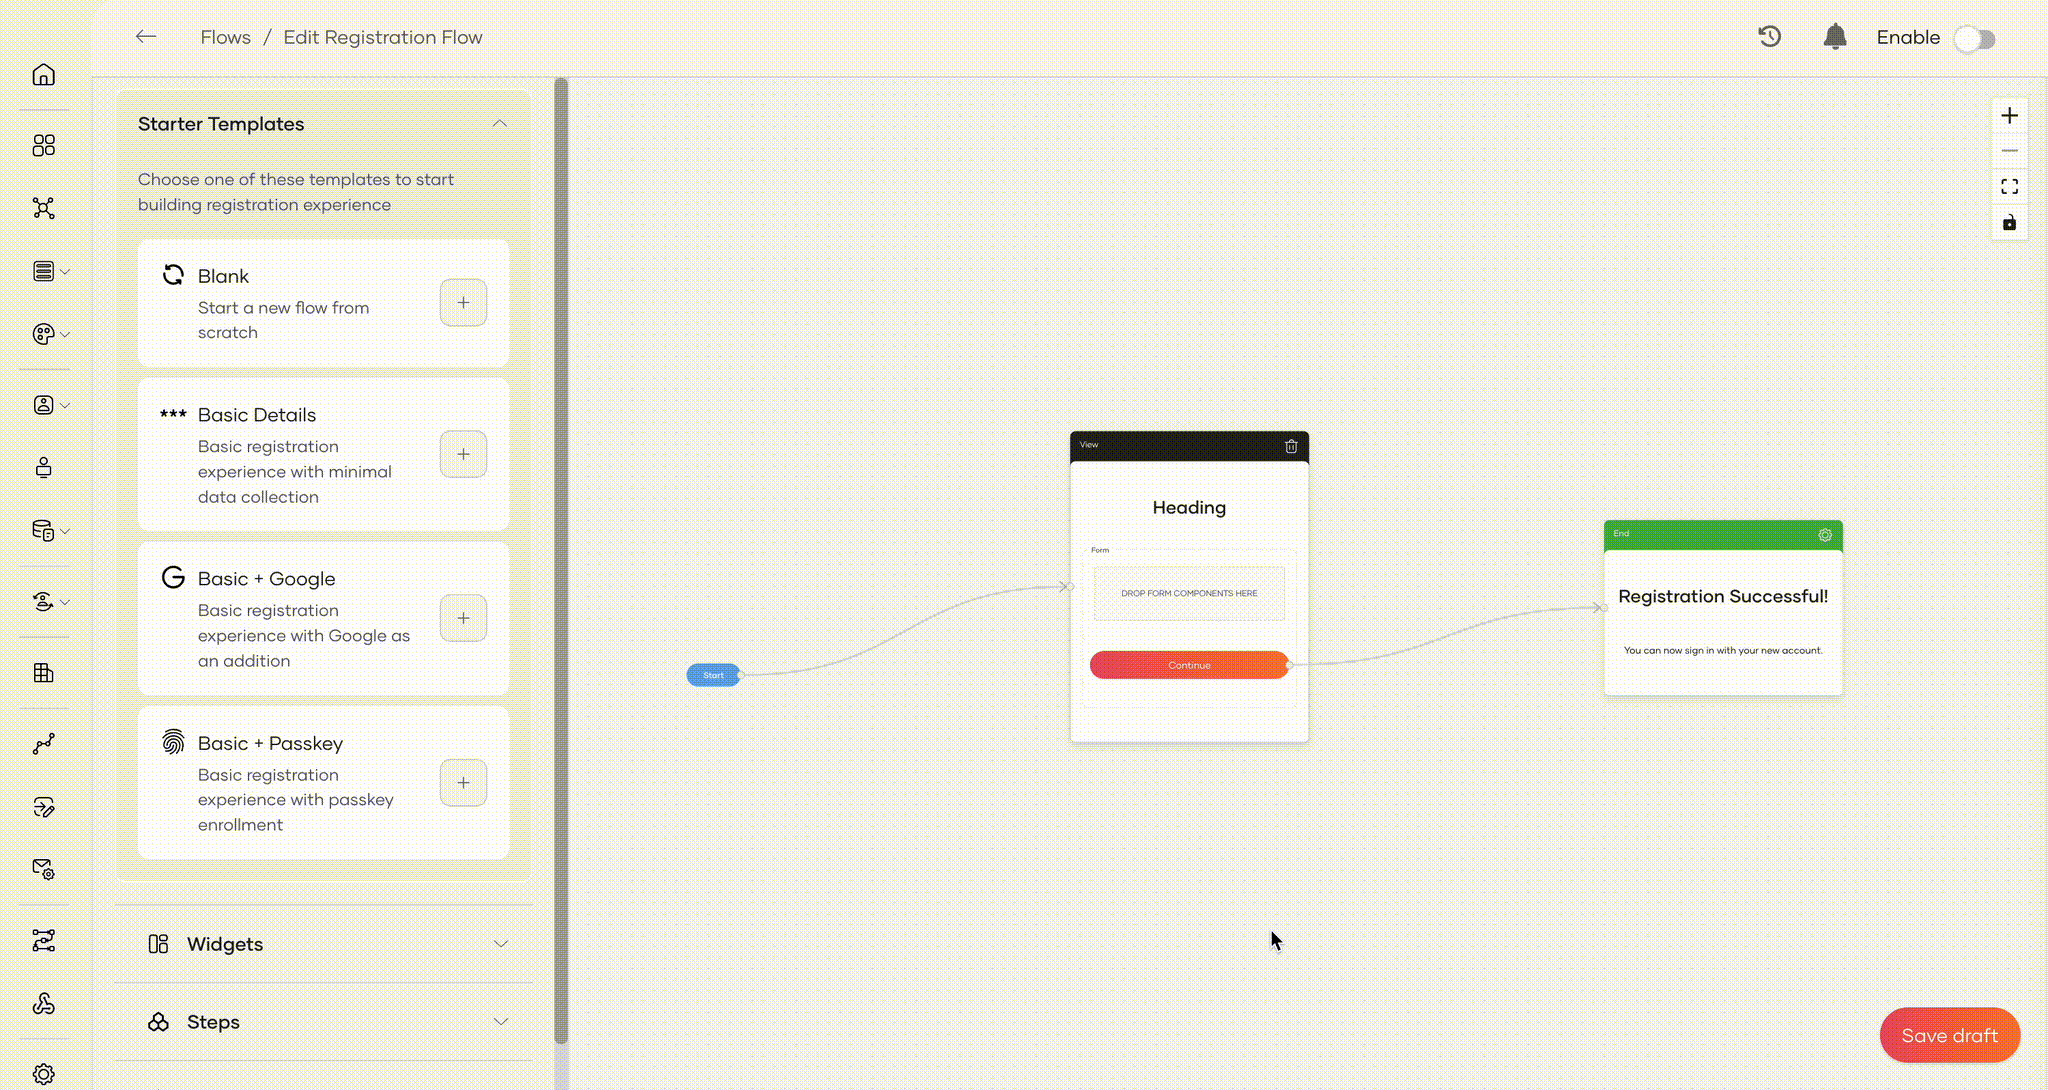 Flows / Edit Registration Flow
Enable
Starter Templates
Choose one of these templates to start
building registration experience
Blank
Start a new flow from
scratch
Basic Details
Basic registration
experience with minimal
data collection
Basic + Google
Basic registration
experience with Google as
an addition
Basic + Passkey
Basic registration
experience with passkey
enrollment
Widgets
Steps
Start
View
Heading
Form
DROP FORM COMPONENTS HERE
Continue
End
Registration Successful!
You can now sign in with your new account.
Save draft